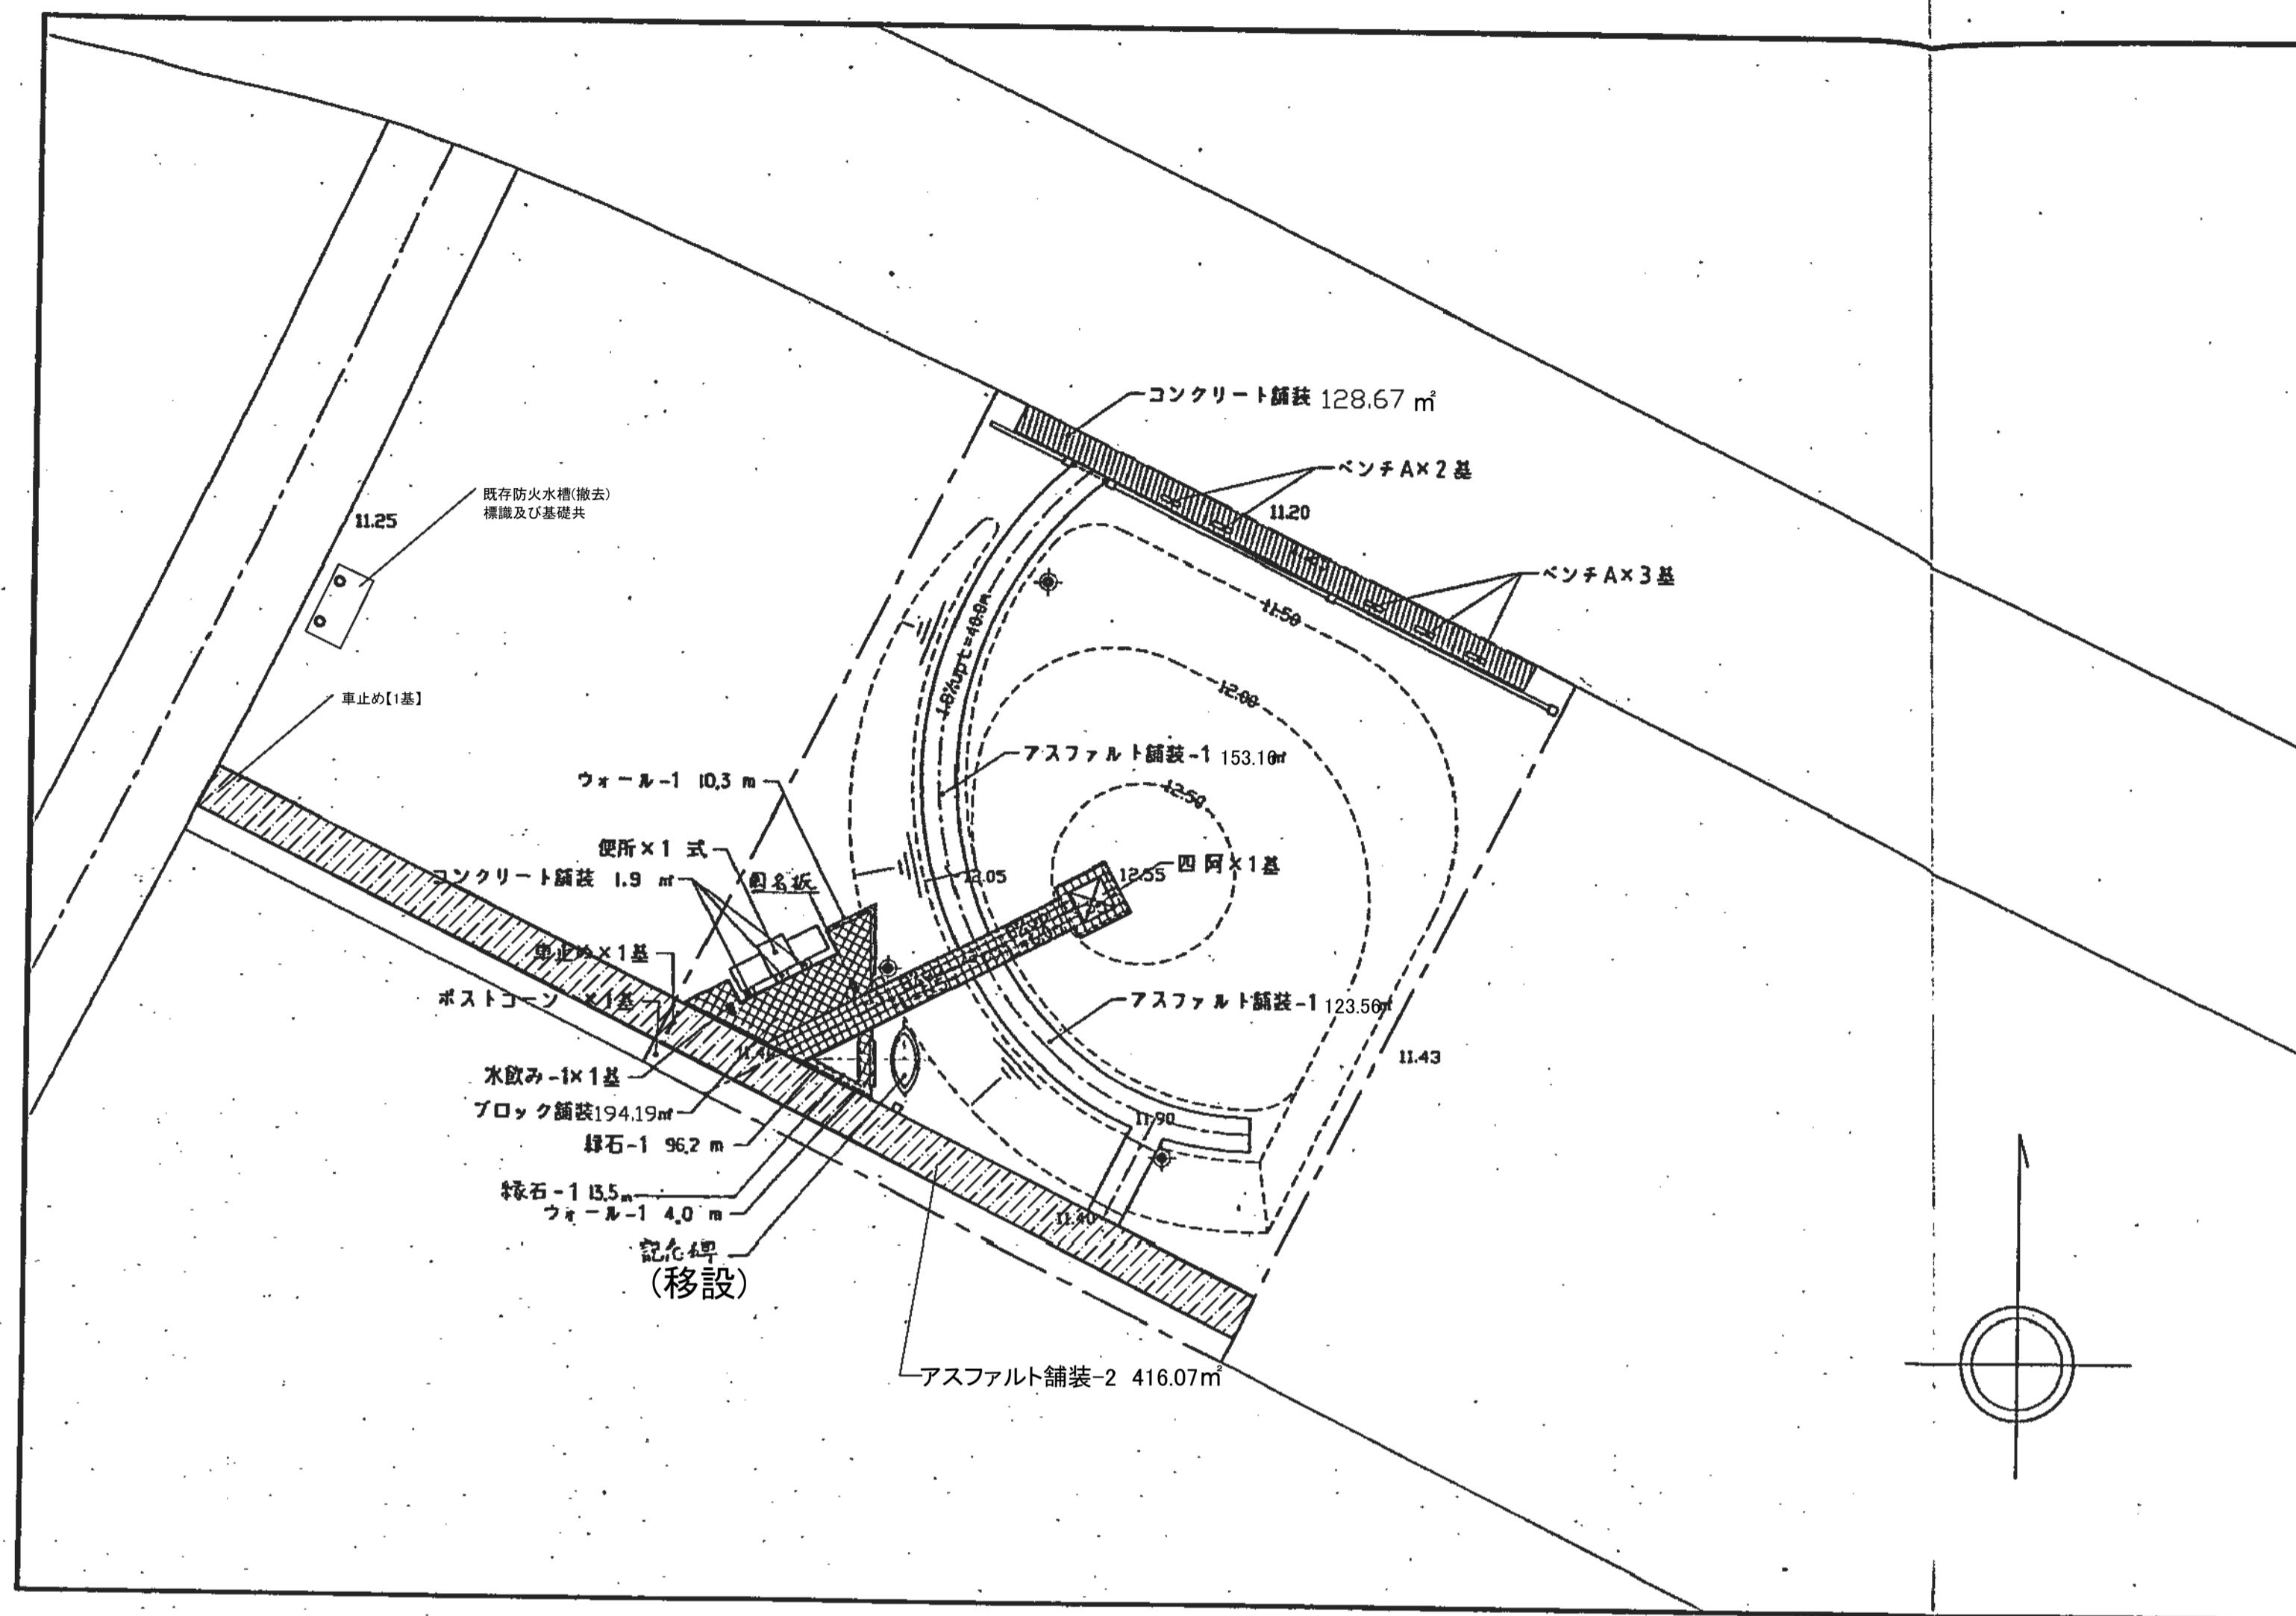 コンクリート舗装 128.67 ㎡
ベンチA×2基
11.20
既存防火水槽(撤去)
標識及び基礎共
11.25
ベンチA×3基
11.50
12.00
車止め【1基】
アスファルト舗装-1 153.16㎡
ウォール-1 10.3 m
12.50
便所×1 式
四阿×1基
12.55
コンクリート舗装 1.9 ㎡
園名板
12.05
車止め×1基
ポストコーン ×1基
アスファルト舗装-1 123.56㎡
11.43
水飲み-1×1基
ブロック舗装194.19㎡
11.90
縁石-1 96.2 m
縁石-1 13.5m
ウォール-1 4.0 m
11.40
記念碑
(移設)
アスファルト舗装-2 416.07㎡